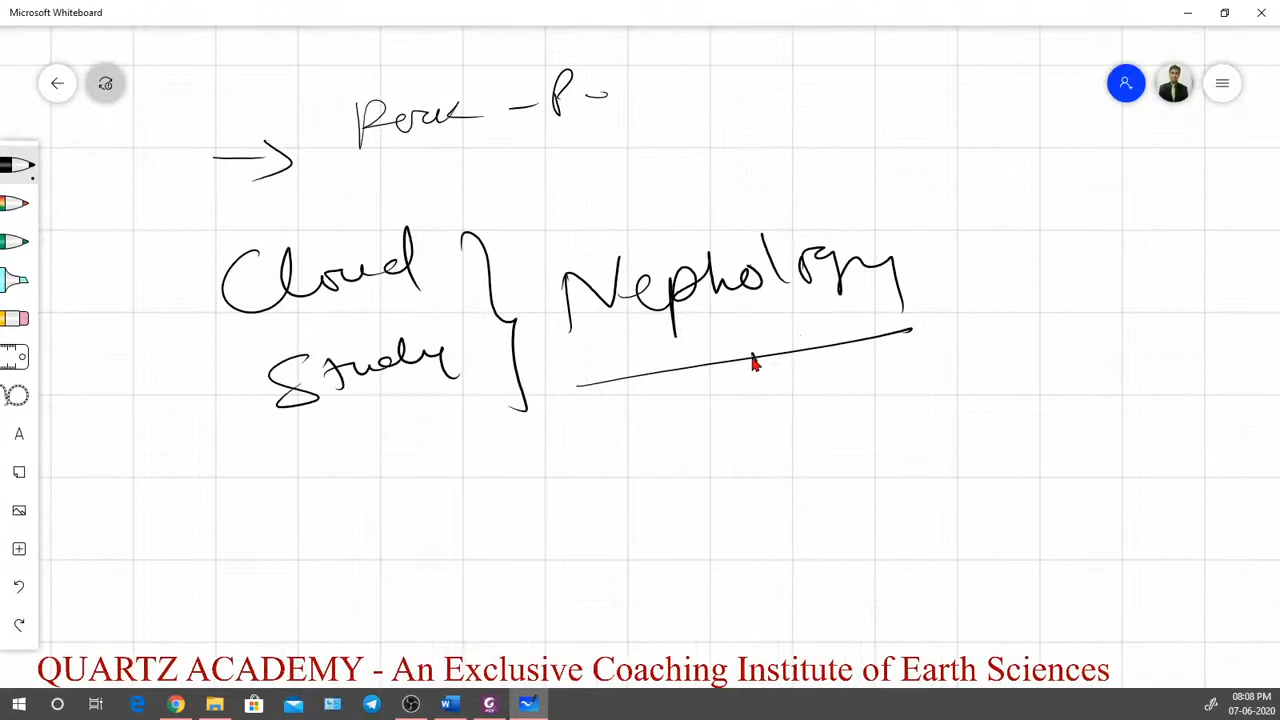 Microsoft Whiteboard
Rock - P
Cloud
Study
Nephology
A
QUARTZ ACADEMY - An Exclusive Coaching Institute of Earth Sciences
08:08 PM
07-06-2020